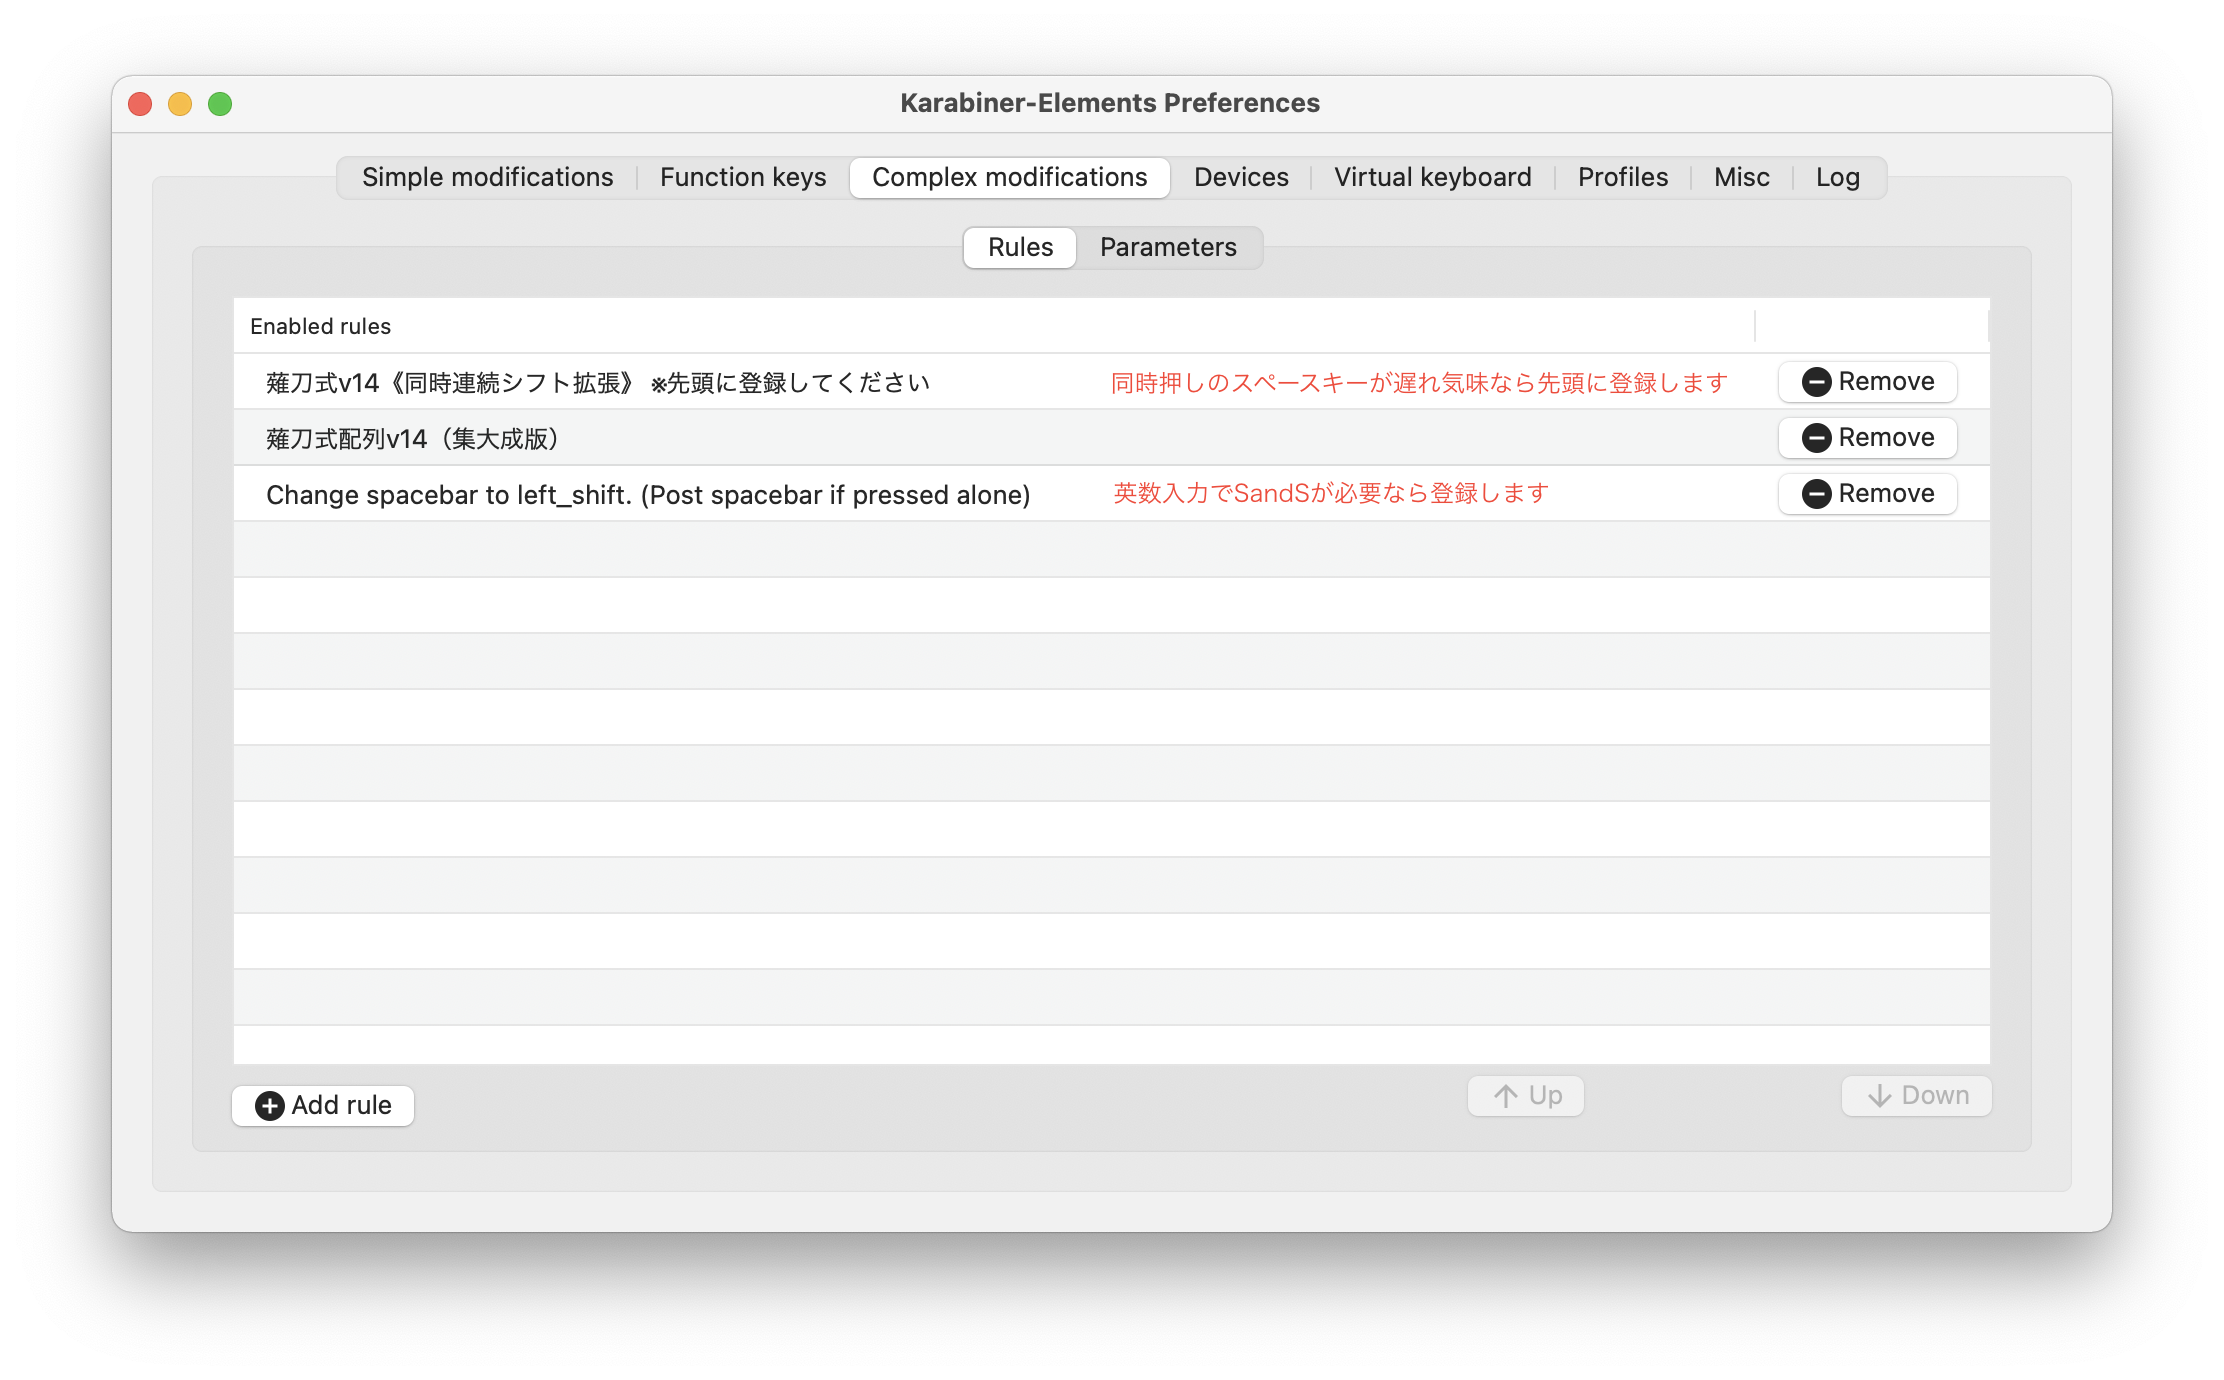 Karabiner-Elements Preferences
Simple modifications Function keys Complex modifications Devices Virtual keyboard Profiles Misc Log
Rules Parameters
Enabled rules
薙刀式v14《同時連続シフト拡張》 ※先頭に登録してください 同時押しのスペースキーが遅れ気味なら先頭に登録します Remove
薙刀式配列v14（集大成版） Remove
Change spacebar to left_shift. (Post spacebar if pressed alone) 英数入力でSandSが必要なら登録します Remove
Add rule Up Down